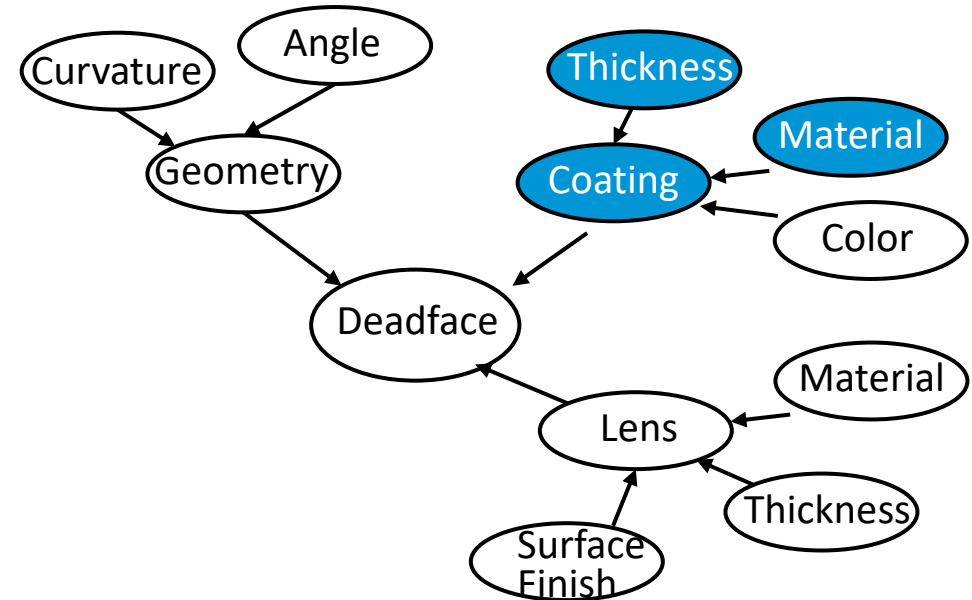 Angle
Curvature
Thickness
Material
Geometry
Coating
Color
Deadface
Material
Lens
Thickness
Surface
Finish